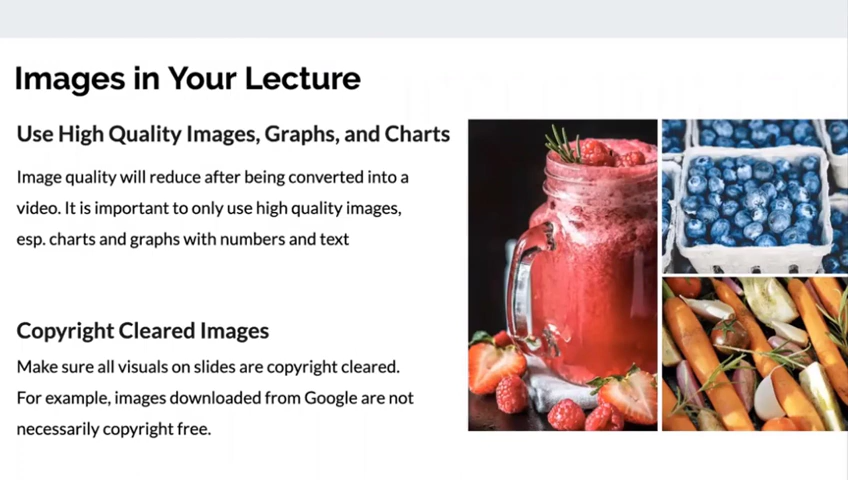 Images in Your Lecture
Use High Quality Images, Graphs, and Charts
Image quality will reduce after being converted into a
video. It is important to only use high quality images,
esp. charts and graphs with numbers and text
Copyright Cleared Images
Make sure all visuals on slides are copyright cleared.
For example, images downloaded from Google are not
necessarily copyright free.